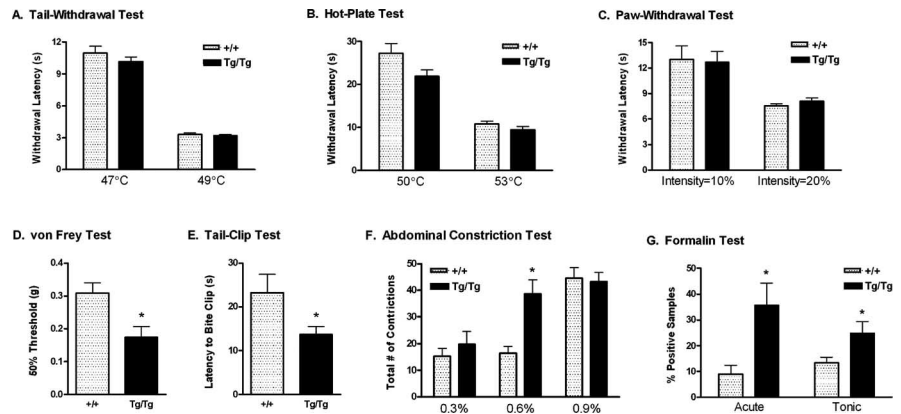 A. Tail-Withdrawal Test
Withdrawal Latency (s)
12
9
6
3
0
+/+
Tg/Tg
47°C
49°C
B. Hot-Plate Test
Withdrawal Latency (s)
30
20
10
0
+/+
Tg/Tg
50°C
53°C
C. Paw-Withdrawal Test
Withdrawal Latency (s)
15
12
9
6
3
0
+/+
Tg/Tg
Intensity=10%
Intensity=20%
D. von Frey Test
50% Threshold (g)
0.4
0.3
0.2
0.1
0.0
*
+/+
Tg/Tg
E. Tail-Clip Test
Latency to Bite Clip (s)
30
20
10
0
*
+/+
Tg/Tg
F. Abdominal Constriction Test
Total # of Contrictions
50
40
30
20
10
0
+/+
Tg/Tg
*
0.3%
0.6%
0.9%
G. Formalin Test
% Positive Samples
50
40
30
20
10
0
+/+
Tg/Tg
*
*
Acute
Tonic